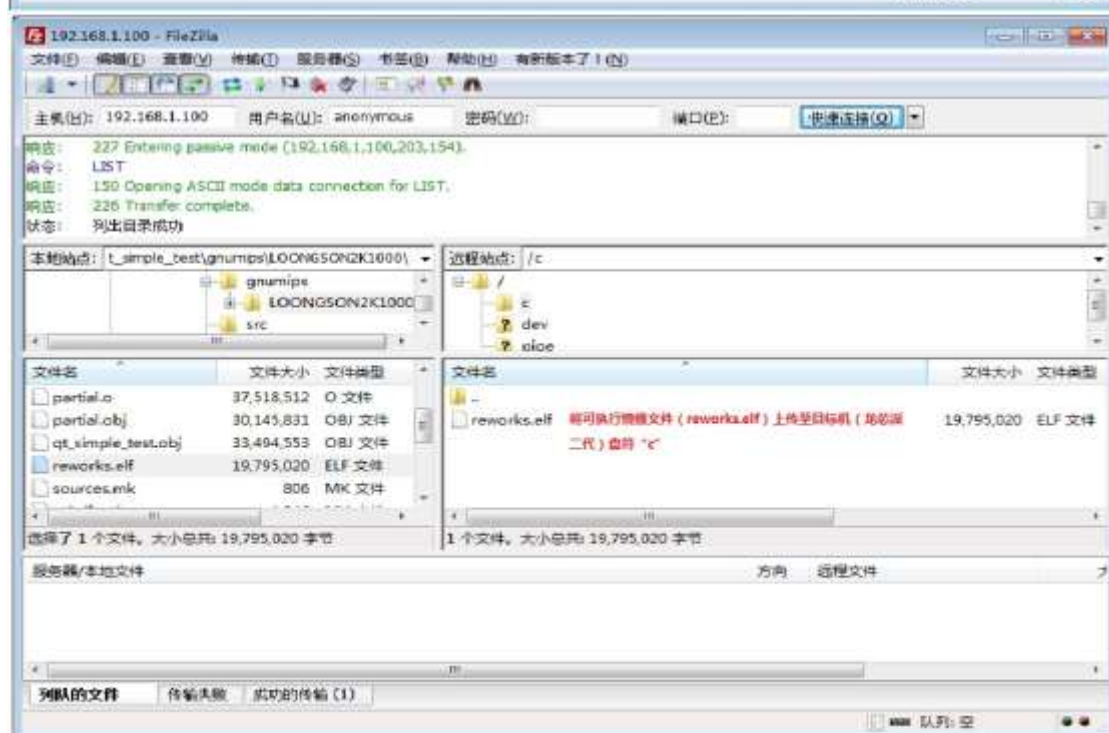 192.168.1.100 - FileZilla
文件(F) 编辑(E) 查看(V) 传输(T) 服务器(S) 书签(B) 帮助(H) 有新版本了！(N)
主机(H): 192.168.1.100 用户名(U): anonymous 密码(W): 端口(P): 快速连接(Q)
响应: 227 Entering passive mode (192,168,1,100,203,154).
命令: LIST
响应: 150 Opening ASCII mode data connection for LIST.
响应: 226 Transfer complete.
状态: 列出目录成功
本地站点: t_simple_test\gnumips\LOONGSON2K1000\ 远程站点: /c
gnumips
LOONGSON2K1000
src
/
c
dev
文件名 文件大小 文件类型
partial.o 37,518,512 O 文件
partial.obj 30,145,831 OBJ 文件
qt_simple_test.obj 33,494,553 OBJ 文件
reworks.elf 19,795,020 ELF 文件
sources.mk 806 MK 文件
选择了 1 个文件。大小总共: 19,795,020 字节
文件名 文件大小 文件类型
..
reworks.elf 19,795,020 ELF 文件
将可执行镜像文件（reworks.elf）上传至目标机（龙芯派
二代）盘符 "c"
1 个文件。大小总共: 19,795,020 字节
服务器/本地文件 方向 远程文件
列队的文件 传输失败 成功的传输 (1)
队列: 空